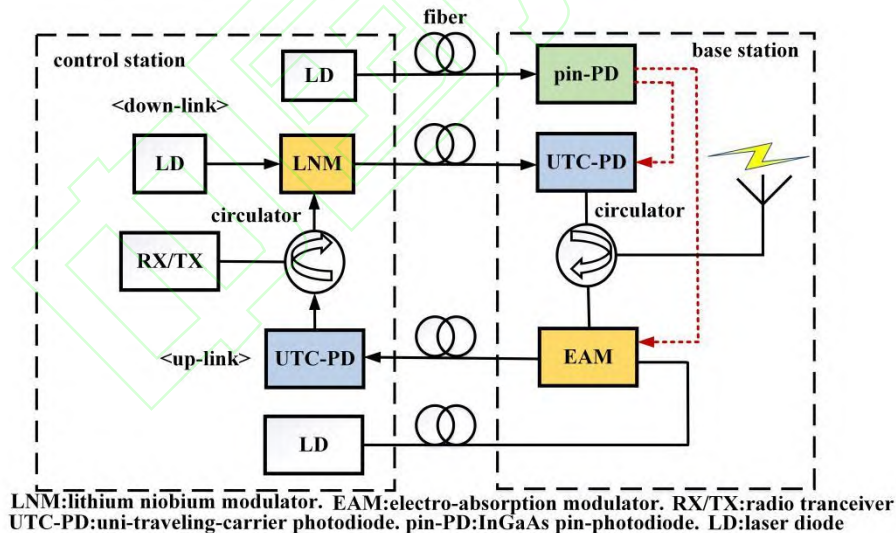 fiber
control station
base station
LD
pin-PD
<down-link>
LD
LNM
UTC-PD
circulator
circulator
RX/TX
<up-link>
UTC-PD
EAM
LD
LNM:lithium niobium modulator. EAM:electro-absorption modulator. RX/TX:radio tranceiver
UTC-PD:uni-traveling-carrier photodiode. pin-PD:InGaAs pin-photodiode. LD:laser diode